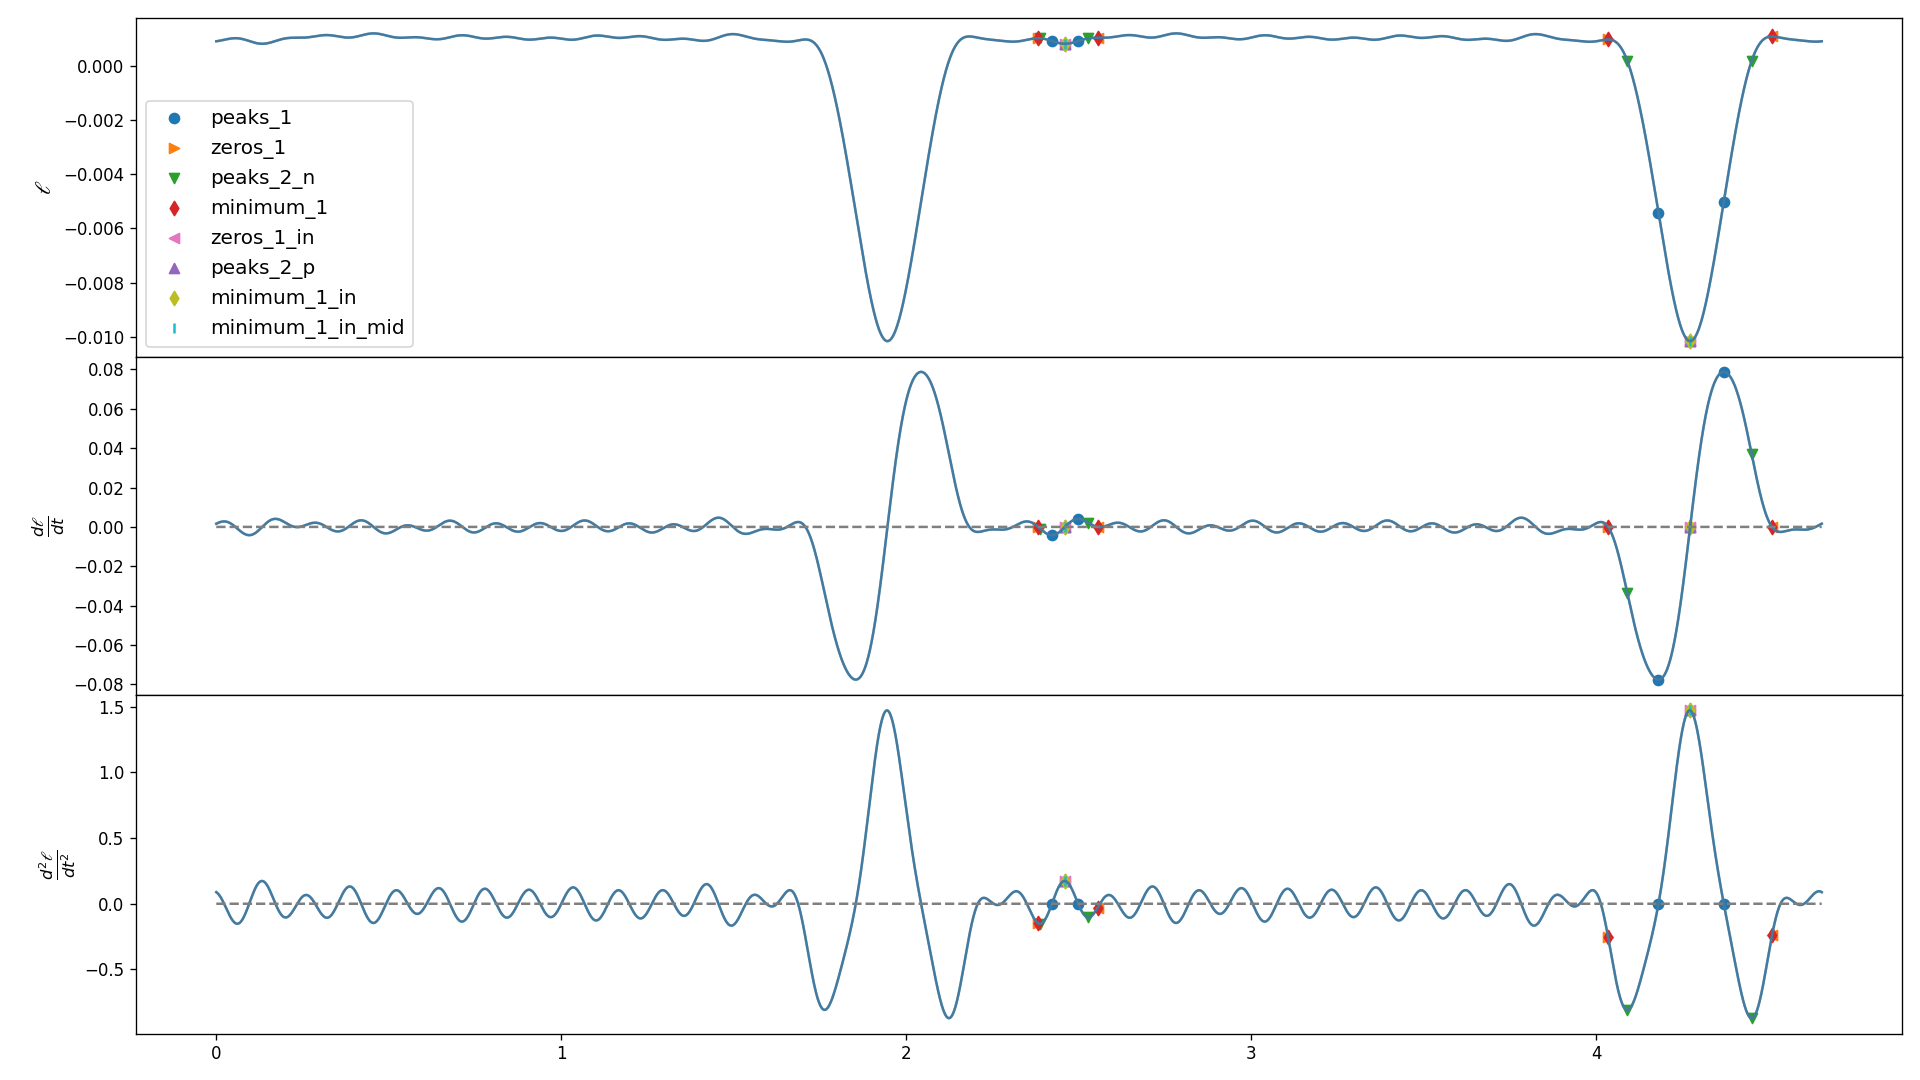 0.000
−0.002
−0.004
−0.006
−0.008
−0.010
ℓ
peaks_1
zeros_1
peaks_2_n
minimum_1
zeros_1_in
peaks_2_p
minimum_1_in
minimum_1_in_mid
0.08
0.06
0.04
0.02
0.00
−0.02
−0.04
−0.06
−0.08
dℓ
dt
1.5
1.0
0.5
0.0
−0.5
d²ℓ
dt²
0 1 2 3 4